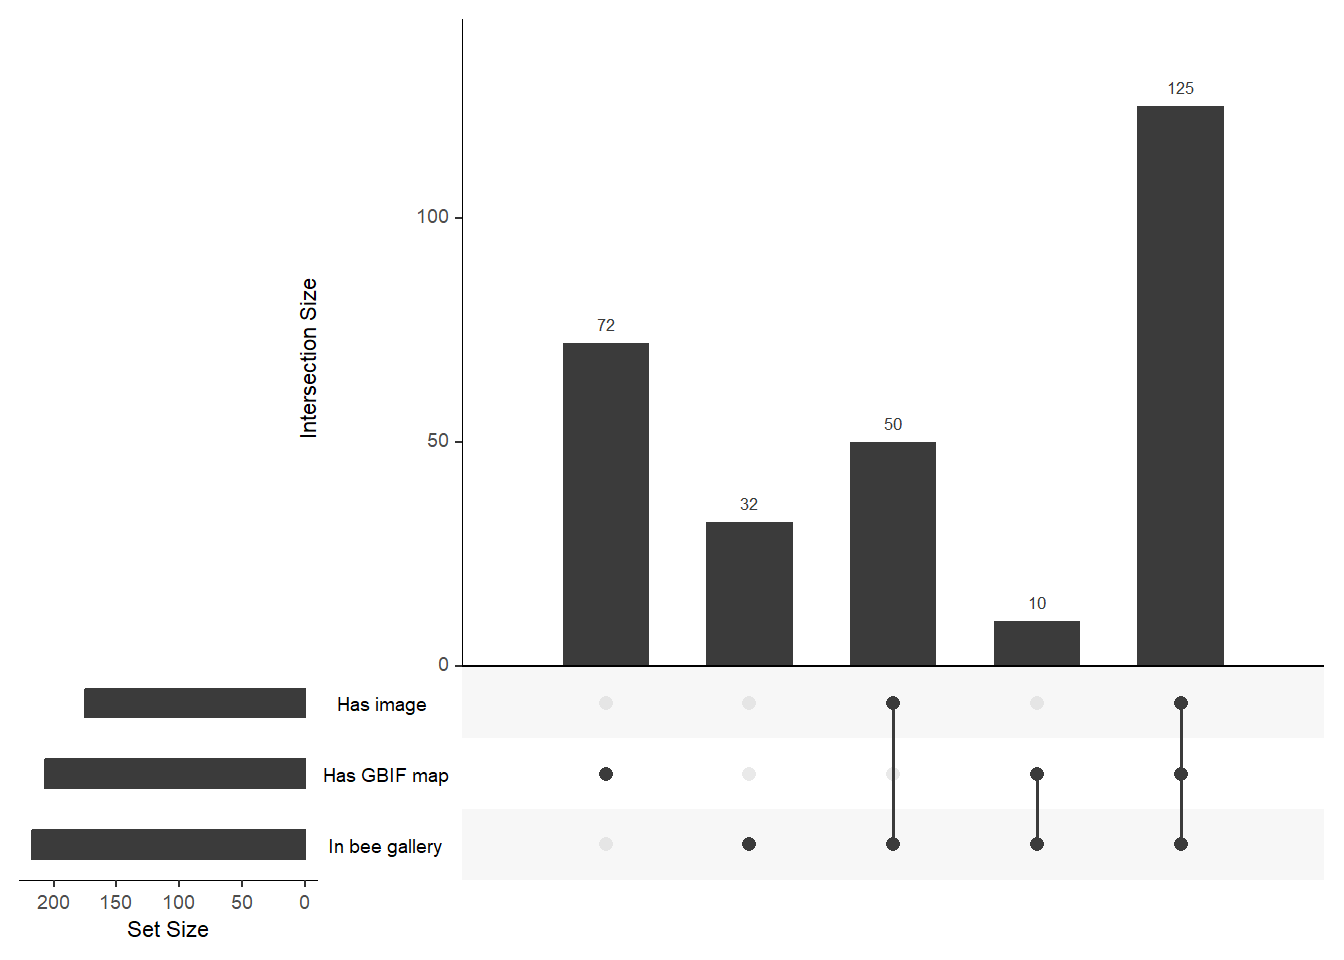 125
100
72
Intersection Size
50
50
32
10
0
Has image
Has GBIF map
In bee gallery
200 150 100 50 0
Set Size